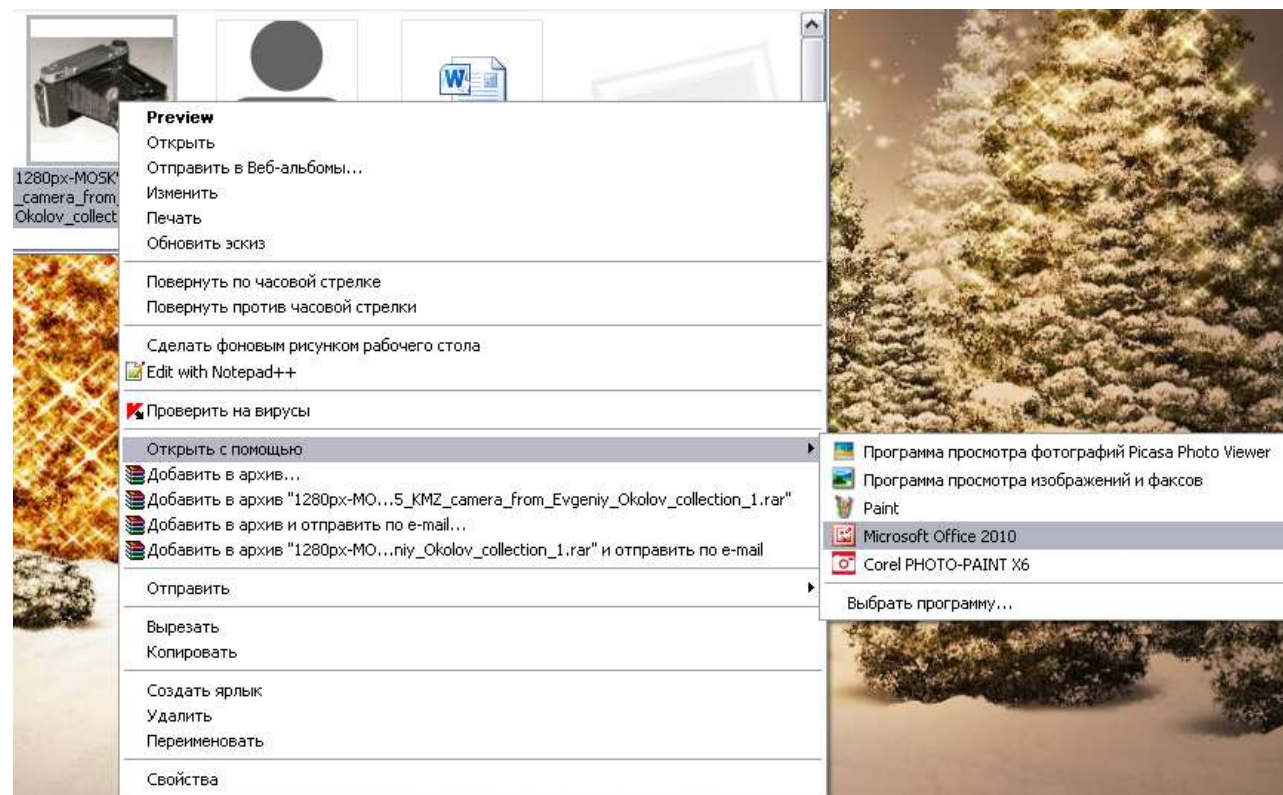 1280px-MOSK
_camera_from_
Okolov_collect
W
Preview
Открыть
Отправить в Веб-альбомы...
Изменить
Печать
Обновить эскиз
Повернуть по часовой стрелке
Повернуть против часовой стрелки
Сделать фоновым рисунком рабочего стола
Edit with Notepad++
Проверить на вирусы
Открыть с помощью
Добавить в архив...
Добавить в архив "1280px-MO...5_KMZ_camera_from_Evgeniy_Okolov_collection_1.rar"
Добавить в архив и отправить по e-mail...
Добавить в архив "1280px-MO...niy_Okolov_collection_1.rar" и отправить по e-mail
Отправить
Вырезать
Копировать
Создать ярлык
Удалить
Переименовать
Свойства
Программа просмотра фотографий Picasa Photo Viewer
Программа просмотра изображений и факсов
Paint
Microsoft Office 2010
Corel PHOTO-PAINT X6
Выбрать программу...